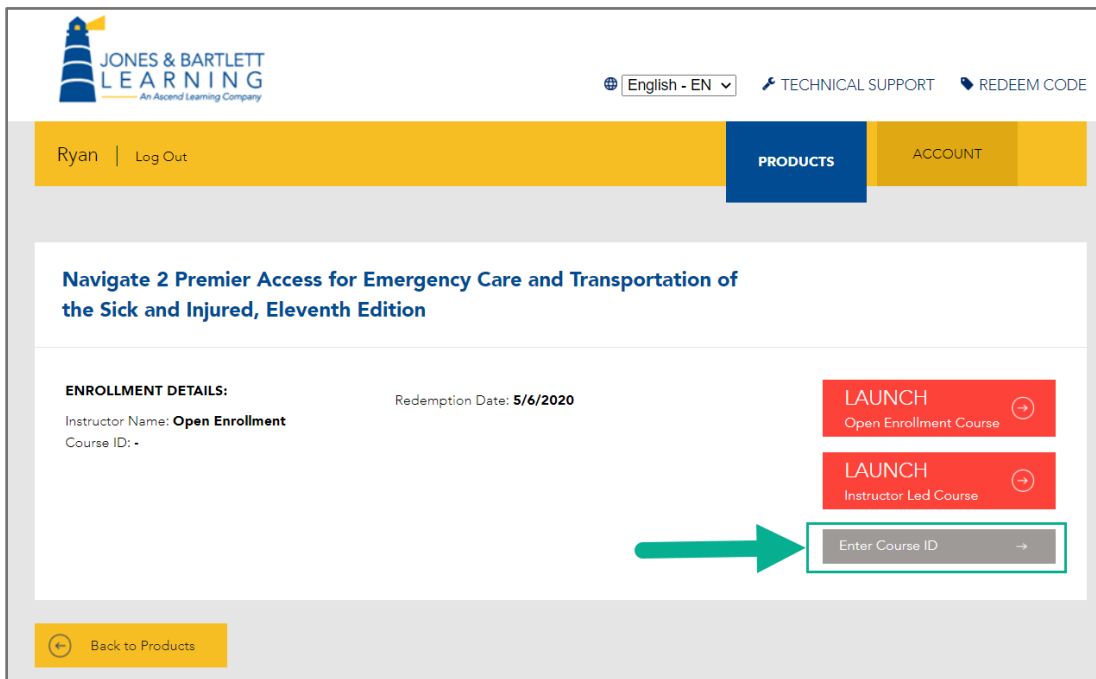 JONES & BARTLETT
LEARNING
An Ascend Learning Company
English - EN
TECHNICAL SUPPORT
REDEEM CODE
Ryan | Log Out
PRODUCTS
ACCOUNT
Navigate 2 Premier Access for Emergency Care and Transportation of
the Sick and Injured, Eleventh Edition
ENROLLMENT DETAILS:
Instructor Name: Open Enrollment
Course ID: -
Redemption Date: 5/6/2020
LAUNCH
Open Enrollment Course
LAUNCH
Instructor Led Course
Enter Course ID
Back to Products